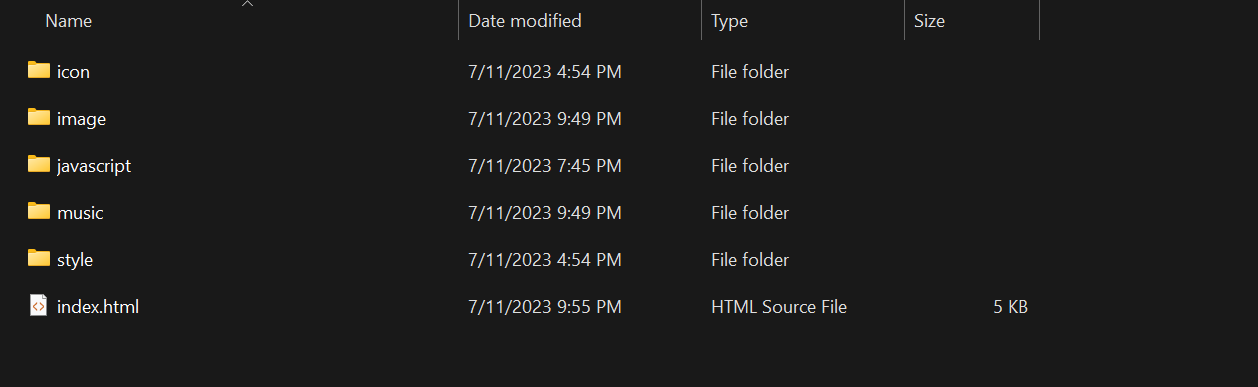 Name Date modified Type Size
icon 7/11/2023 4:54 PM File folder
image 7/11/2023 9:49 PM File folder
javascript 7/11/2023 7:45 PM File folder
music 7/11/2023 9:49 PM File folder
style 7/11/2023 4:54 PM File folder
index.html 7/11/2023 9:55 PM HTML Source File 5 KB